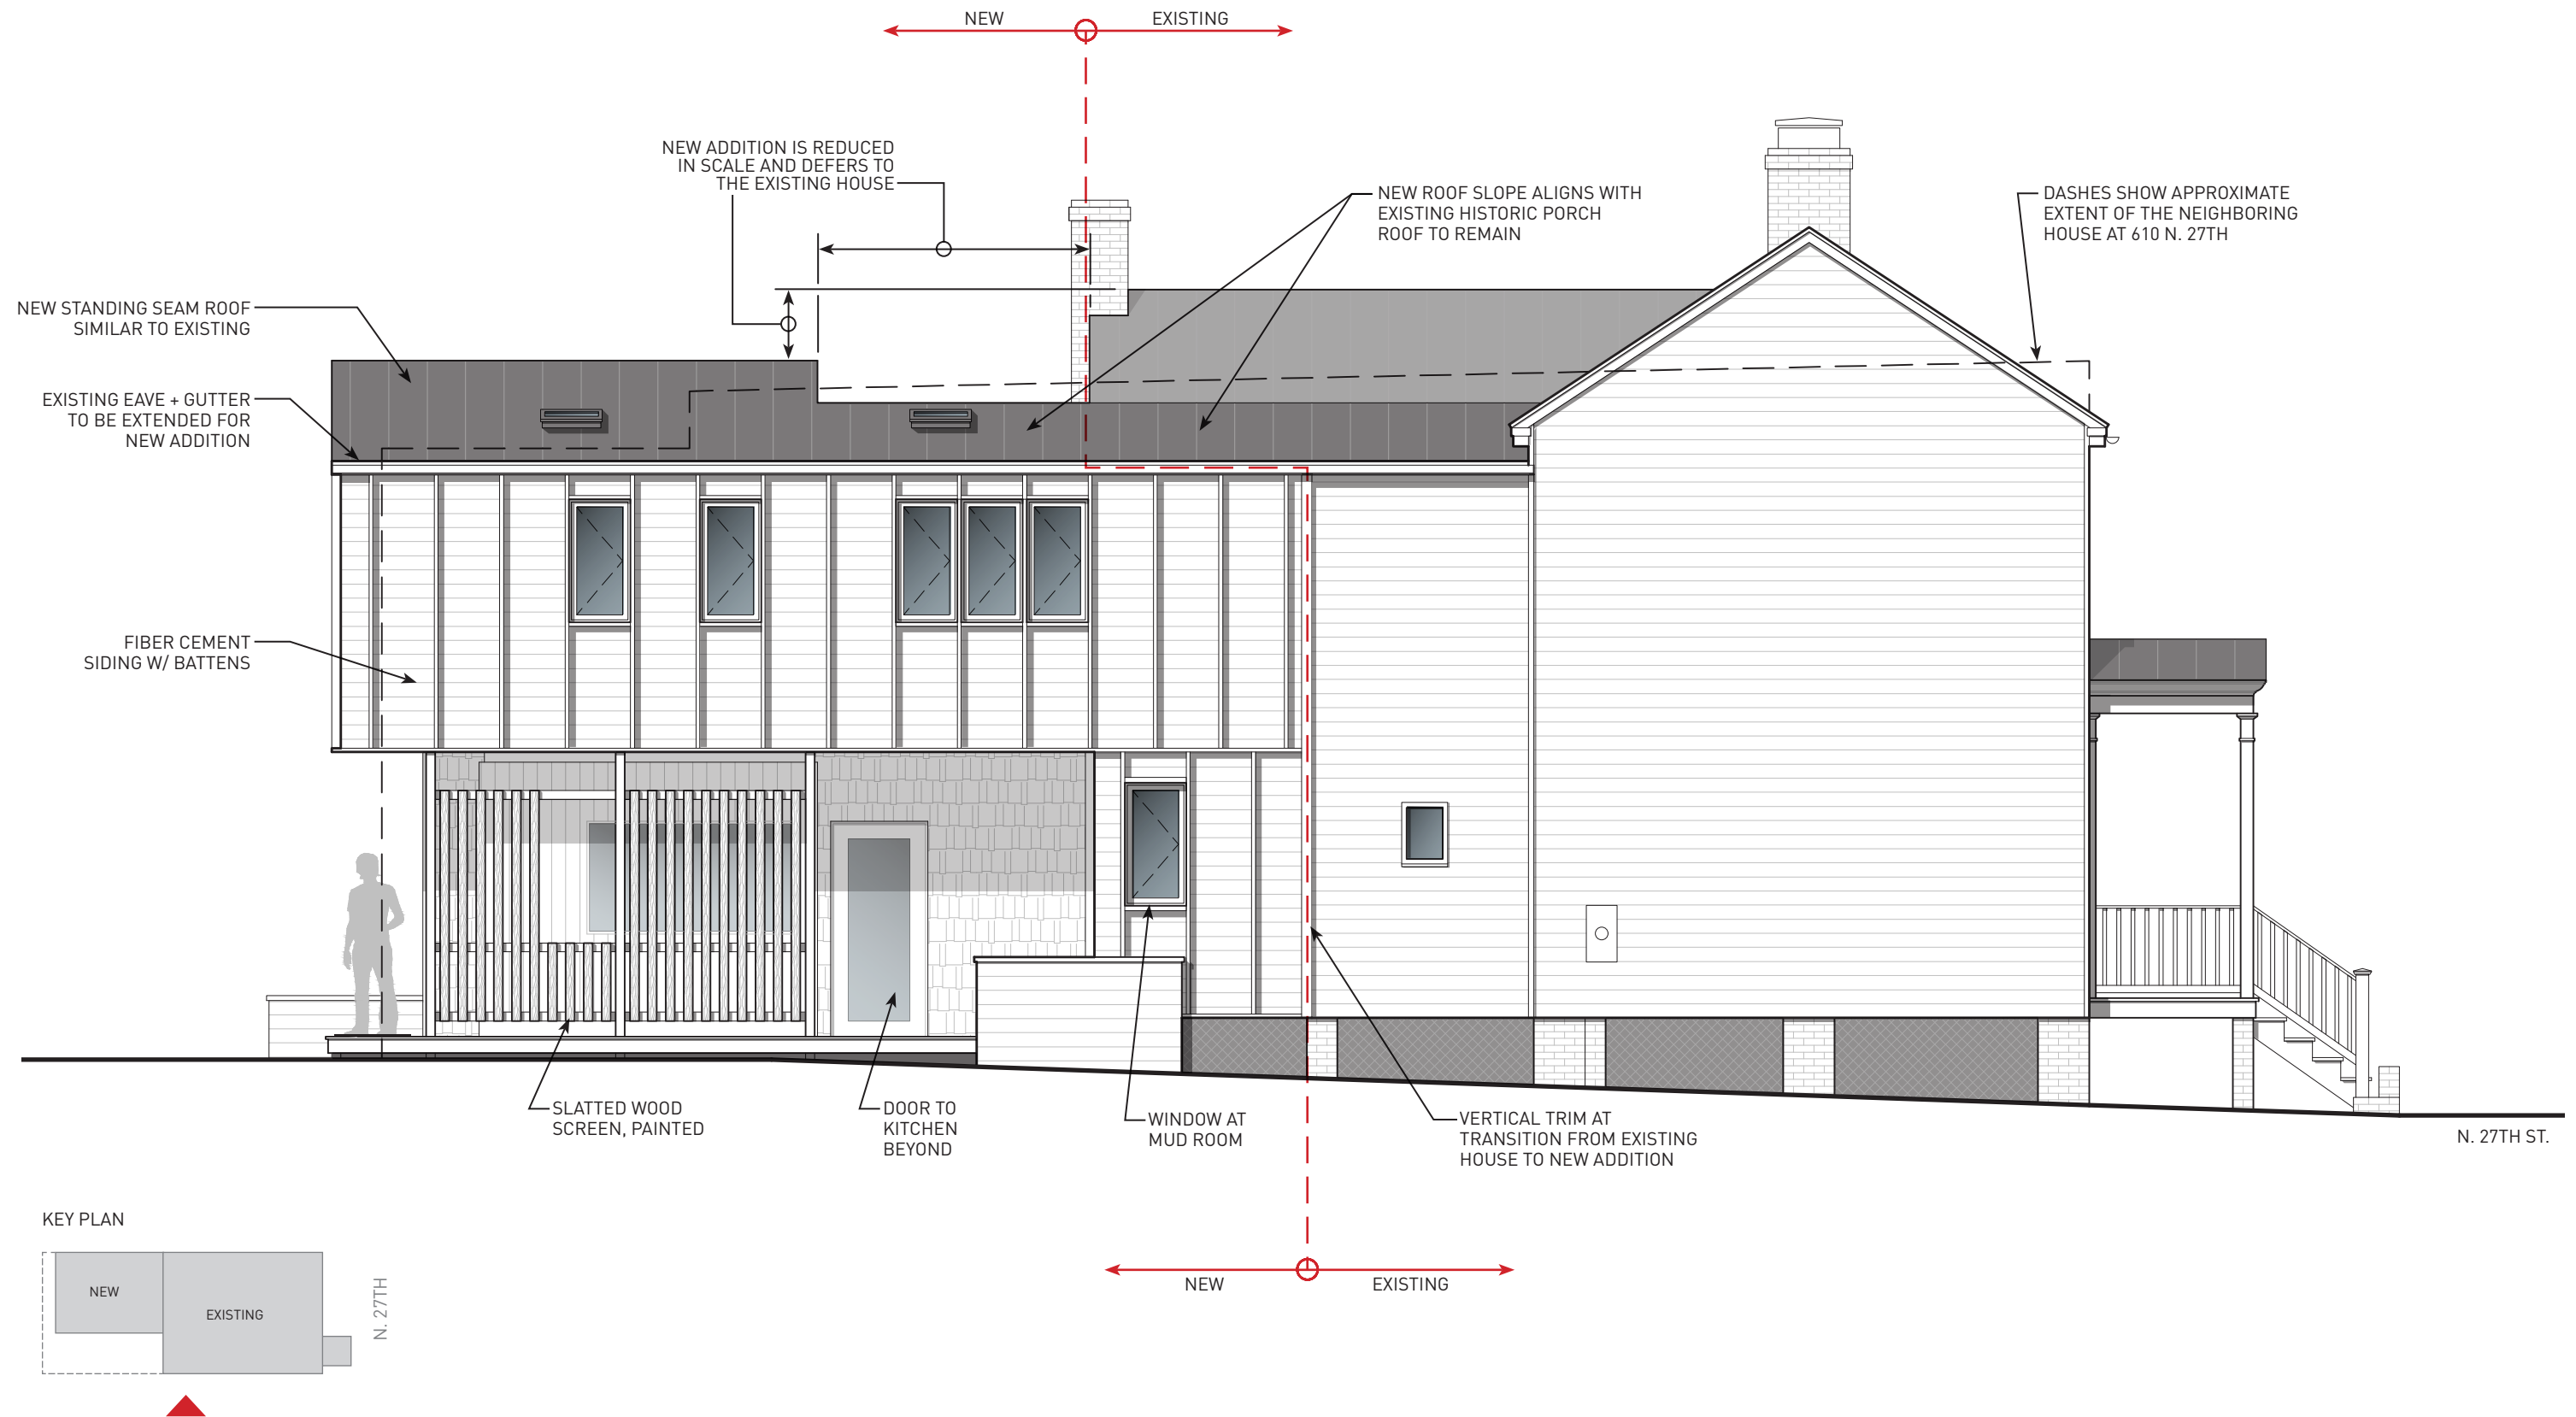 NEW
EXISTING
NEW ADDITION IS REDUCED
IN SCALE AND DEFERS TO
THE EXISTING HOUSE
NEW ROOF SLOPE ALIGNS WITH
EXISTING HISTORIC PORCH
ROOF TO REMAIN
DASHES SHOW APPROXIMATE
EXTENT OF THE NEIGHBORING
HOUSE AT 610 N. 27TH
NEW STANDING SEAM ROOF
SIMILAR TO EXISTING
EXISTING EAVE + GUTTER
TO BE EXTENDED FOR
NEW ADDITION
FIBER CEMENT
SIDING W/ BATTENS
SLATTED WOOD
SCREEN, PAINTED
DOOR TO
KITCHEN
BEYOND
WINDOW AT
MUD ROOM
VERTICAL TRIM AT
TRANSITION FROM EXISTING
HOUSE TO NEW ADDITION
N. 27TH ST.
NEW
EXISTING
KEY PLAN
NEW
EXISTING
N. 27TH